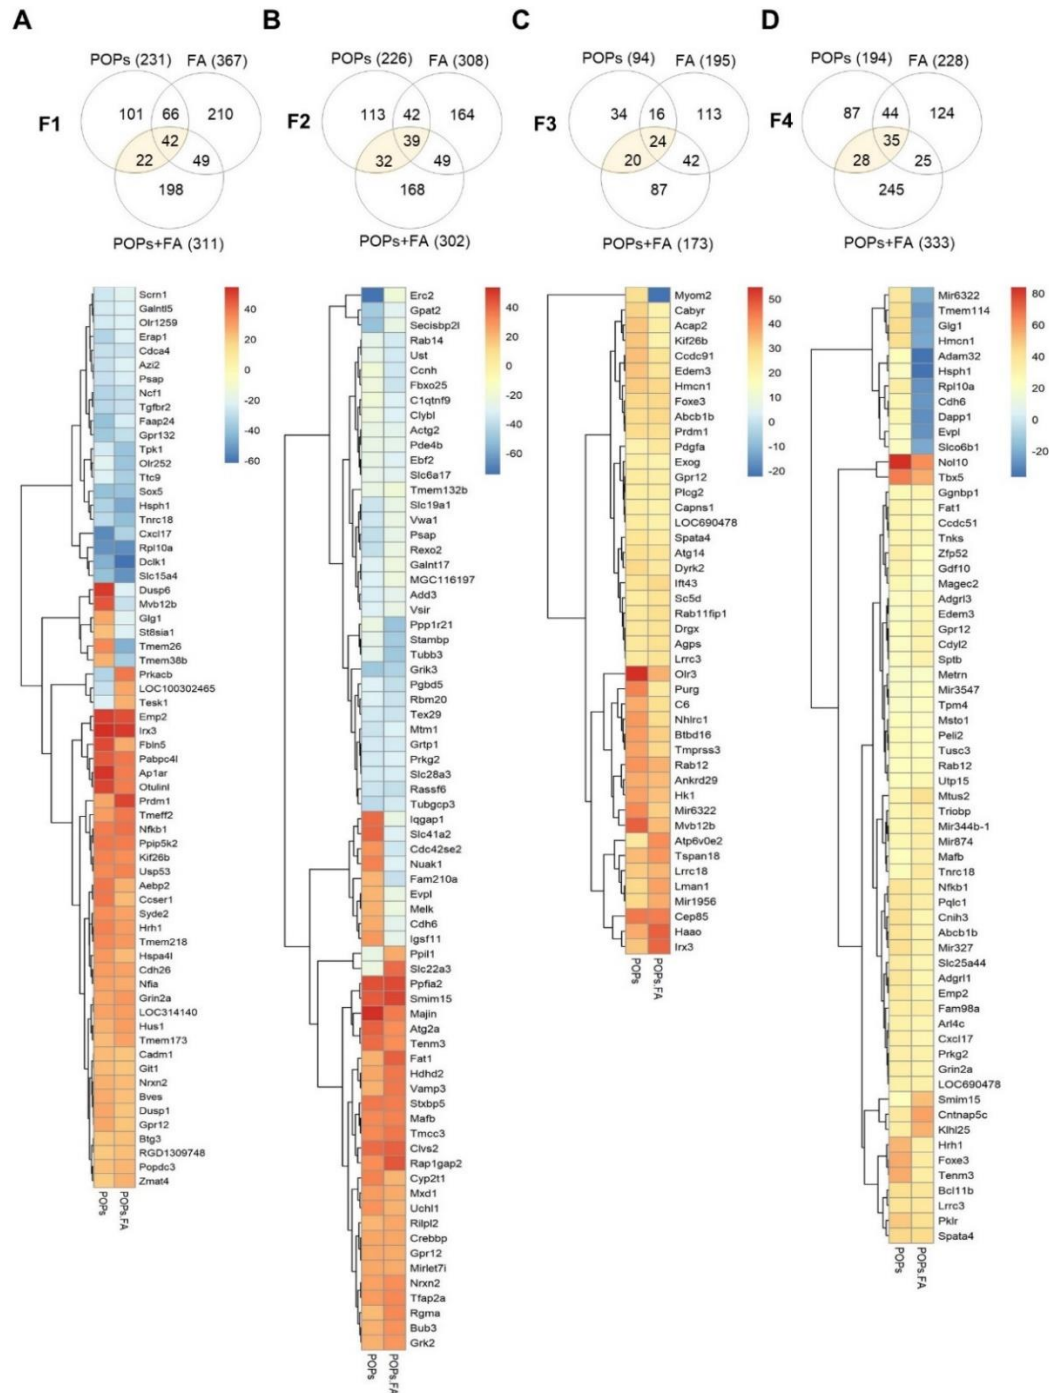 A
B
C
D
POPs (231) FA (367)
101 66 210
F1
42
22 49
198
POPs+FA (311)
POPs (226) FA (308)
113 42 164
F2
39
32 49
168
POPs+FA (302)
POPs (94) FA (195)
34 16 113
F3
24
20 42
87
POPs+FA (173)
POPs (194) FA (228)
87 44 124
F4
35
28 25
245
POPs+FA (333)
Scrn1
Galntl5
Olr1259
Erap1
Cdca4
Azi2
Psap
Ncf1
Tgfbr2
Faap24
Gpr132
Tpk1
Olr252
Ttc9
Sox5
Hsph1
Tnrc18
Cxcl17
Rpl10a
Dclk1
Slc15a4
Dusp6
Mvb12b
Glg1
St8sia1
Tmem26
Tmem38b
Prkacb
LOC100302465
Tesk1
Emp2
Irx3
Fbln5
Pabpc4l
Ap1ar
Otulinl
Prdm1
Tmeff2
Nfkb1
Ppip5k2
Kif26b
Usp53
Aebp2
Ccser1
Syde2
Hrh1
Tmem218
Hspa4l
Cdh26
Nfia
Grin2a
LOC314140
Hus1
Tmem173
Cadm1
Git1
Nrxn2
Bves
Dusp1
Gpr12
Btg3
RGD1309748
Popdc3
Zmat4
POPs
POPs.FA
40
20
0
-20
-40
-60
Erc2
Gpat2
Secisbp2l
Rab14
Ust
Ccnh
Fbxo25
C1qtnf9
Clybl
Actg2
Pde4b
Ebf2
Slc6a17
Tmem132b
Slc19a1
Vwa1
Psap
Rexo2
Galnt17
MGC116197
Add3
Vsir
Ppp1r21
Stambp
Tubb3
Grik3
Pgbd5
Rbm20
Tex29
Mtm1
Grtp1
Prkg2
Slc28a3
Rassf6
Tubgcp3
Iqgap1
Slc41a2
Cdc42se2
Nuak1
Fam210a
Evpl
Melk
Cdh6
Igsf11
Ppil1
Slc22a3
Ppfia2
Smim15
Majin
Atg2a
Tenm3
Fat1
Hdhd2
Vamp3
Stxbp5
Mafb
Tmcc3
Clvs2
Rap1gap2
Cyp2t1
Mxd1
Uchl1
Rilpl2
Crebbp
Gpr12
Mirlet7i
Nrxn2
Tfap2a
Rgma
Bub3
Grk2
POPs
POPs.FA
40
20
0
-20
-40
-60
Myom2
Cabyr
Acap2
Kif26b
Ccdc91
Edem3
Hmcn1
Foxe3
Abcb1b
Prdm1
Pdgfa
Exog
Gpr12
Plcg2
Capns1
LOC690478
Spata4
Atg14
Dyrk2
Ift43
Sc5d
Rab11fip1
Drgx
Agps
Lrrc3
Olr3
Purg
C6
Nhlrc1
Btbd16
Tmprss3
Rab12
Ankrd29
Hk1
Mir6322
Mvb12b
Atp6v0e2
Tspan18
Lrrc18
Lman1
Mir1956
Cep85
Haao
Irx3
POPs
POPs.FA
50
40
30
20
10
0
-10
-20
Mir6322
Tmem114
Glg1
Hmcn1
Adam32
Hsph1
Rpl10a
Cdh6
Dapp1
Evpl
Slco6b1
Nol10
Tbx5
Ggnbp1
Fat1
Ccdc51
Tnks
Zfp52
Gdf10
Magec2
Adgrl3
Edem3
Gpr12
Cdyl2
Sptb
Metrn
Mir3547
Tpm4
Msto1
Peli2
Tusc3
Rab12
Utp15
Mtus2
Triobp
Mir344b-1
Mir874
Mafb
Tnrc18
Nfkb1
Pqlc1
Cnih3
Abcb1b
Mir327
Slc25a44
Adgrl1
Emp2
Fam98a
Arl4c
Cxcl17
Prkg2
Grin2a
LOC690478
Smim15
Cntnap5c
Klhl25
Hrh1
Foxe3
Tenm3
Bcl11b
Lrrc3
Pklr
Spata4
POPs
POPs.FA
80
60
40
20
0
-20